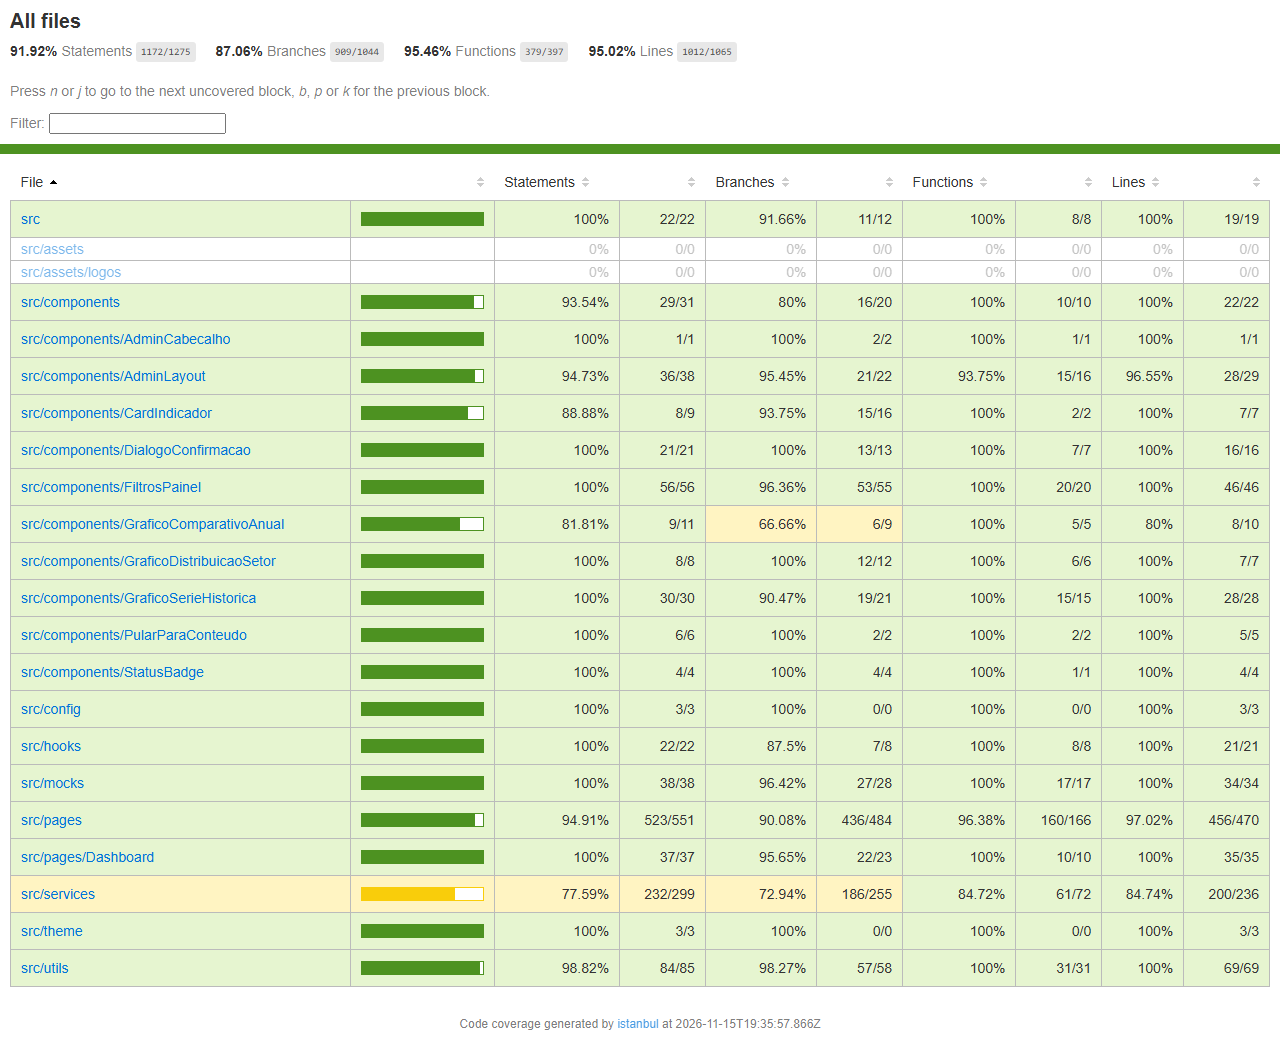 All files
91.92% Statements 1172/1275 87.06% Branches 909/1044 95.46% Functions 379/397 95.02% Lines 1012/1065
Press n or j to go to the next uncovered block, b, p or k for the previous block.
Filter:
File Statements Branches Functions Lines
src 100% 22/22 91.66% 11/12 100% 8/8 100% 19/19
src/assets 0% 0/0 0% 0/0 0% 0/0 0% 0/0
src/assets/logos 0% 0/0 0% 0/0 0% 0/0 0% 0/0
src/components 93.54% 29/31 80% 16/20 100% 10/10 100% 22/22
src/components/AdminCabecalho 100% 1/1 100% 2/2 100% 1/1 100% 1/1
src/components/AdminLayout 94.73% 36/38 95.45% 21/22 93.75% 15/16 96.55% 28/29
src/components/CardIndicador 88.88% 8/9 93.75% 15/16 100% 2/2 100% 7/7
src/components/DialogoConfirmacao 100% 21/21 100% 13/13 100% 7/7 100% 16/16
src/components/FiltrosPainel 100% 56/56 96.36% 53/55 100% 20/20 100% 46/46
src/components/GraficoComparativoAnual 81.81% 9/11 66.66% 6/9 100% 5/5 80% 8/10
src/components/GraficoDistribuicaoSetor 100% 8/8 100% 12/12 100% 6/6 100% 7/7
src/components/GraficoSerieHistorica 100% 30/30 90.47% 19/21 100% 15/15 100% 28/28
src/components/PularParaConteudo 100% 6/6 100% 2/2 100% 2/2 100% 5/5
src/components/StatusBadge 100% 4/4 100% 4/4 100% 1/1 100% 4/4
src/config 100% 3/3 100% 0/0 100% 0/0 100% 3/3
src/hooks 100% 22/22 87.5% 7/8 100% 8/8 100% 21/21
src/mocks 100% 38/38 96.42% 27/28 100% 17/17 100% 34/34
src/pages 94.91% 523/551 90.08% 436/484 96.38% 160/166 97.02% 456/470
src/pages/Dashboard 100% 37/37 95.65% 22/23 100% 10/10 100% 35/35
src/services 77.59% 232/299 72.94% 186/255 84.72% 61/72 84.74% 200/236
src/theme 100% 3/3 100% 0/0 100% 0/0 100% 3/3
src/utils 98.82% 84/85 98.27% 57/58 100% 31/31 100% 69/69
Code coverage generated by istanbul at 2026-11-15T19:35:57.866Z